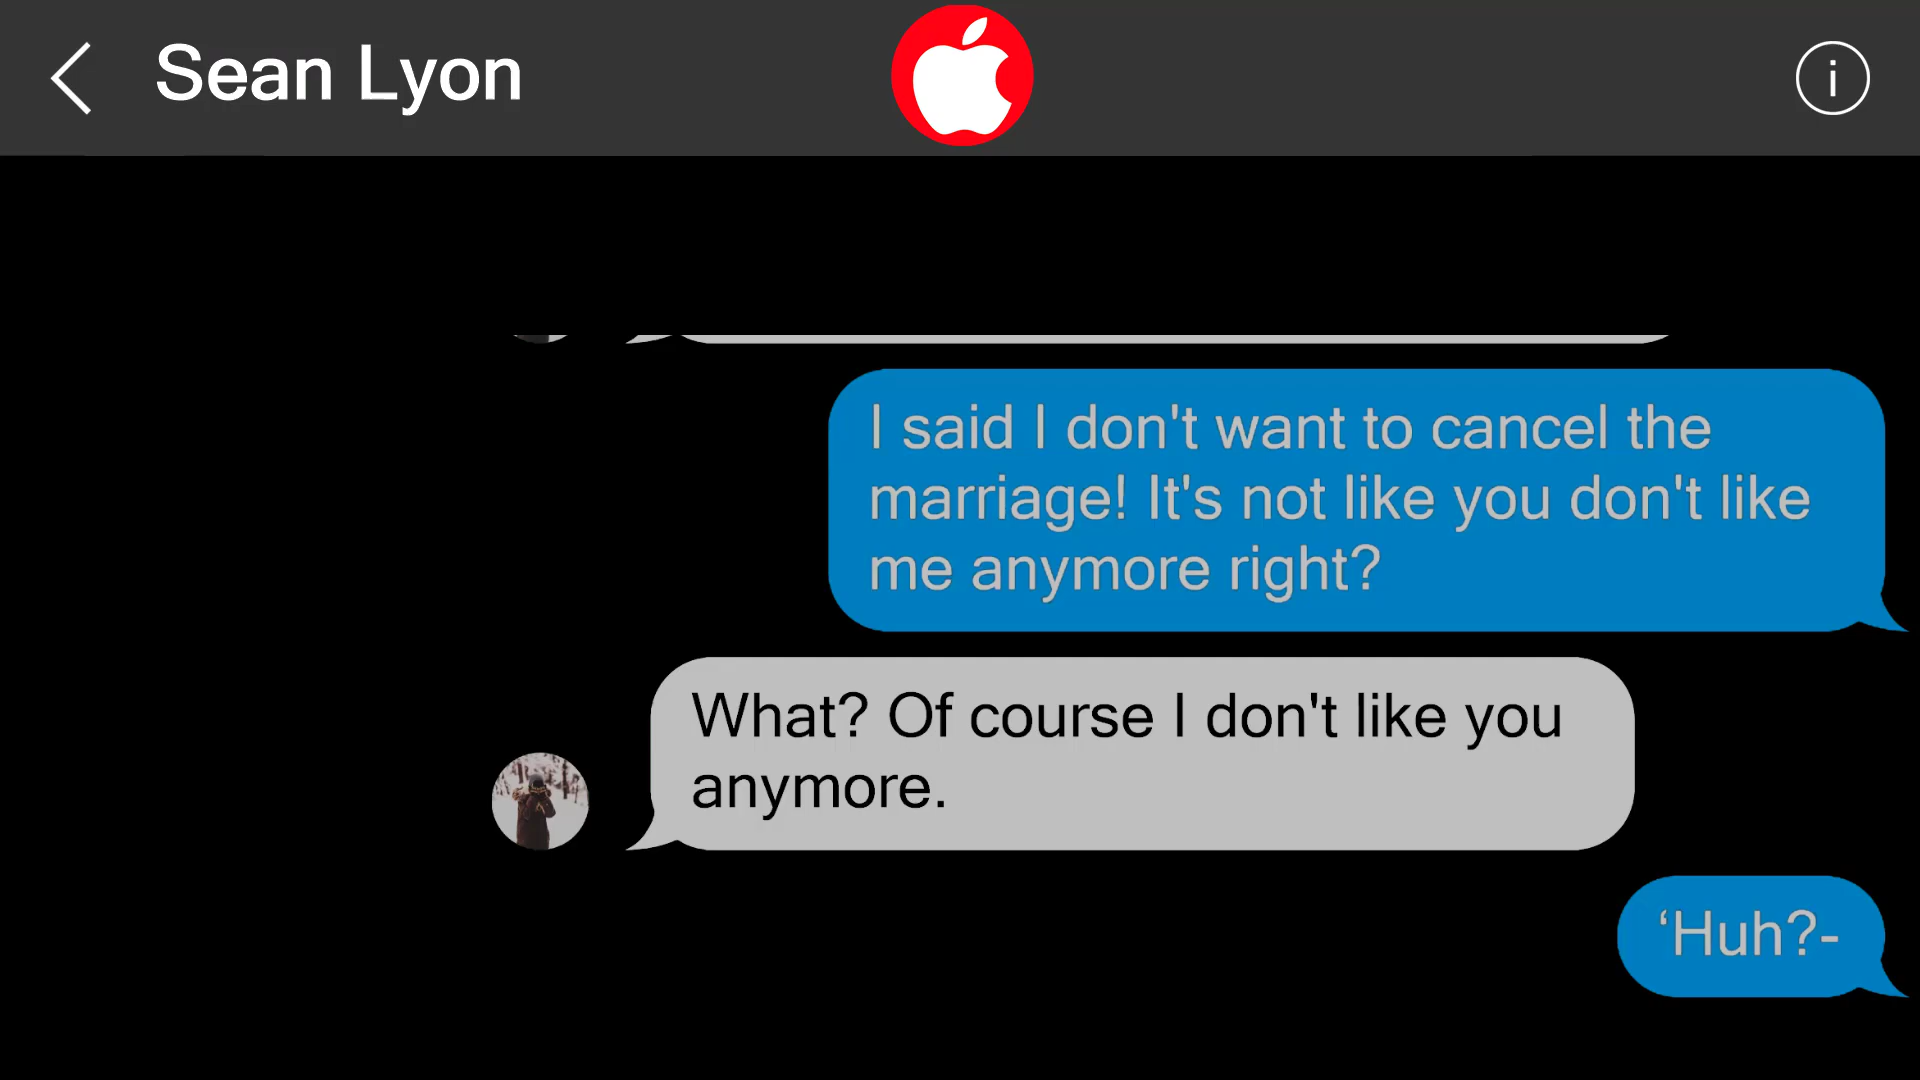 Sean Lyon
I said I don't want to cancel the
marriage! It's not like you don't like
me anymore right?
What? Of course I don't like you
anymore.
‘Huh?-